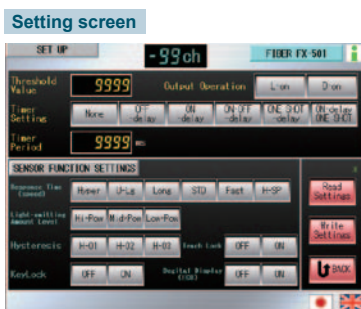 Setting screen
SET UP -99ch FIBER FX-501 i
Threshold Value 9999 Output Operation L-on D-on
Timer Setting None OFF -delay ON -delay ON-OFF -delay ONE SHOT ON-delay ONE SHOT
Timer Period 9999 ms
SENSOR FUNCTION SETTINGS
Response Time (speed) Hyper U-Lg Long STD Fast H-SP Read Settings
Light-emitting Amount Level Hi-Pow Mid-Pow Low-Pow Write Settings
Hysteresis H-01 H-02 H-03 Teach Lock OFF ON
KeyLock OFF ON Digital Display OFF ON BACK